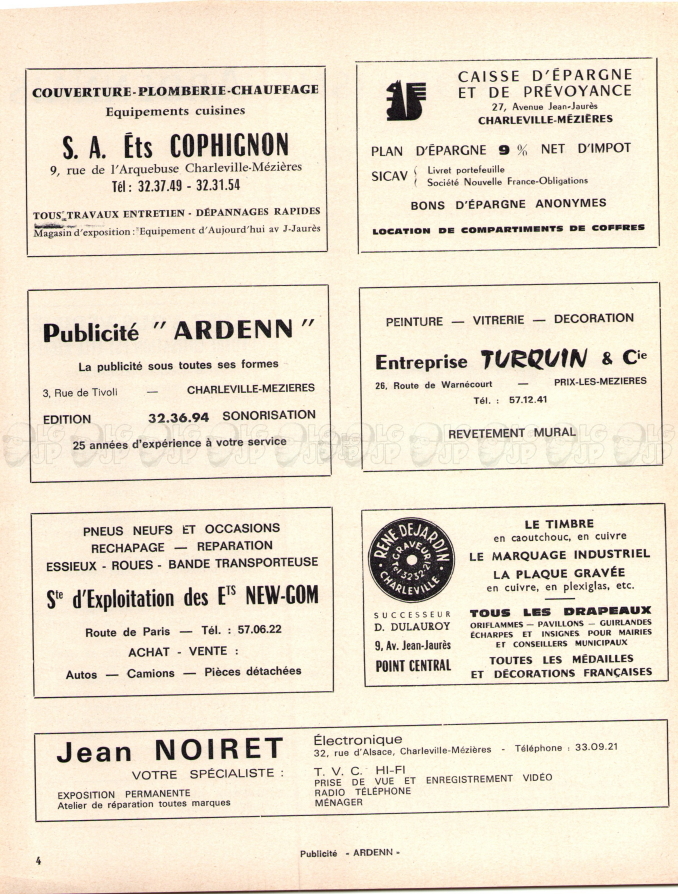 COUVERTURE-PLOMBERIE-CHAUFFAGE
Equipements cuisines
S. A. Éts COPHIGNON
9, rue de l'Arquebuse Charleville-Mézières
Tél : 32.37.49 - 32.31.54
TOUS TRAVAUX ENTRETIEN - DÉPANNAGES RAPIDES
Magasin d'exposition : Equipement d'Aujourd'hui av J-Jaurès
CAISSE D'ÉPARGNE
ET DE PRÉVOYANCE
27, Avenue Jean-Jaurès
CHARLEVILLE-MÉZIÈRES
PLAN D'ÉPARGNE 9 % NET D'IMPOT
SICAV { Livret portefeuille
Société Nouvelle France-Obligations
BONS D'ÉPARGNE ANONYMES
LOCATION DE COMPARTIMENTS DE COFFRES
Publicité "ARDENN"
La publicité sous toutes ses formes
3, Rue de Tivoli — CHARLEVILLE-MEZIERES
EDITION 32.36.94 SONORISATION
25 années d'expérience à votre service
PEINTURE — VITRERIE — DECORATION
Entreprise TURQUIN & Cie
26, Route de Warnécourt — PRIX-LES-MEZIERES
Tél. : 57.12.41
REVETEMENT MURAL
PNEUS NEUFS ET OCCASIONS
RECHAPAGE — REPARATION
ESSIEUX - ROUES - BANDE TRANSPORTEUSE
Sté d'Exploitation des ETS NEW-COM
Route de Paris — Tél. : 57.06.22
ACHAT - VENTE :
Autos — Camions — Pièces détachées
RENE DEJARDIN
GRAVEUR
Tel 32 32-21
CHARLEVILLE
SUCCESSEUR
D. DULAUROY
9, Av. Jean-Jaurès
POINT CENTRAL
LE TIMBRE
en caoutchouc, en cuivre
LE MARQUAGE INDUSTRIEL
LA PLAQUE GRAVÉE
en cuivre, en plexiglas, etc.
TOUS LES DRAPEAUX
ORIFLAMMES — PAVILLONS — GUIRLANDES
ÉCHARPES ET INSIGNES POUR MAIRIES
ET CONSEILLERS MUNICIPAUX
TOUTES LES MÉDAILLES
ET DÉCORATIONS FRANÇAISES
Jean NOIRET
VOTRE SPÉCIALISTE :
EXPOSITION PERMANENTE
Atelier de réparation toutes marques
Électronique
32, rue d'Alsace, Charleville-Mézières - Téléphone : 33.09.21
T. V. C. HI-FI
PRISE DE VUE ET ENREGISTREMENT VIDÉO
RADIO TÉLÉPHONE
MÉNAGER
4
Publicité - ARDENN -